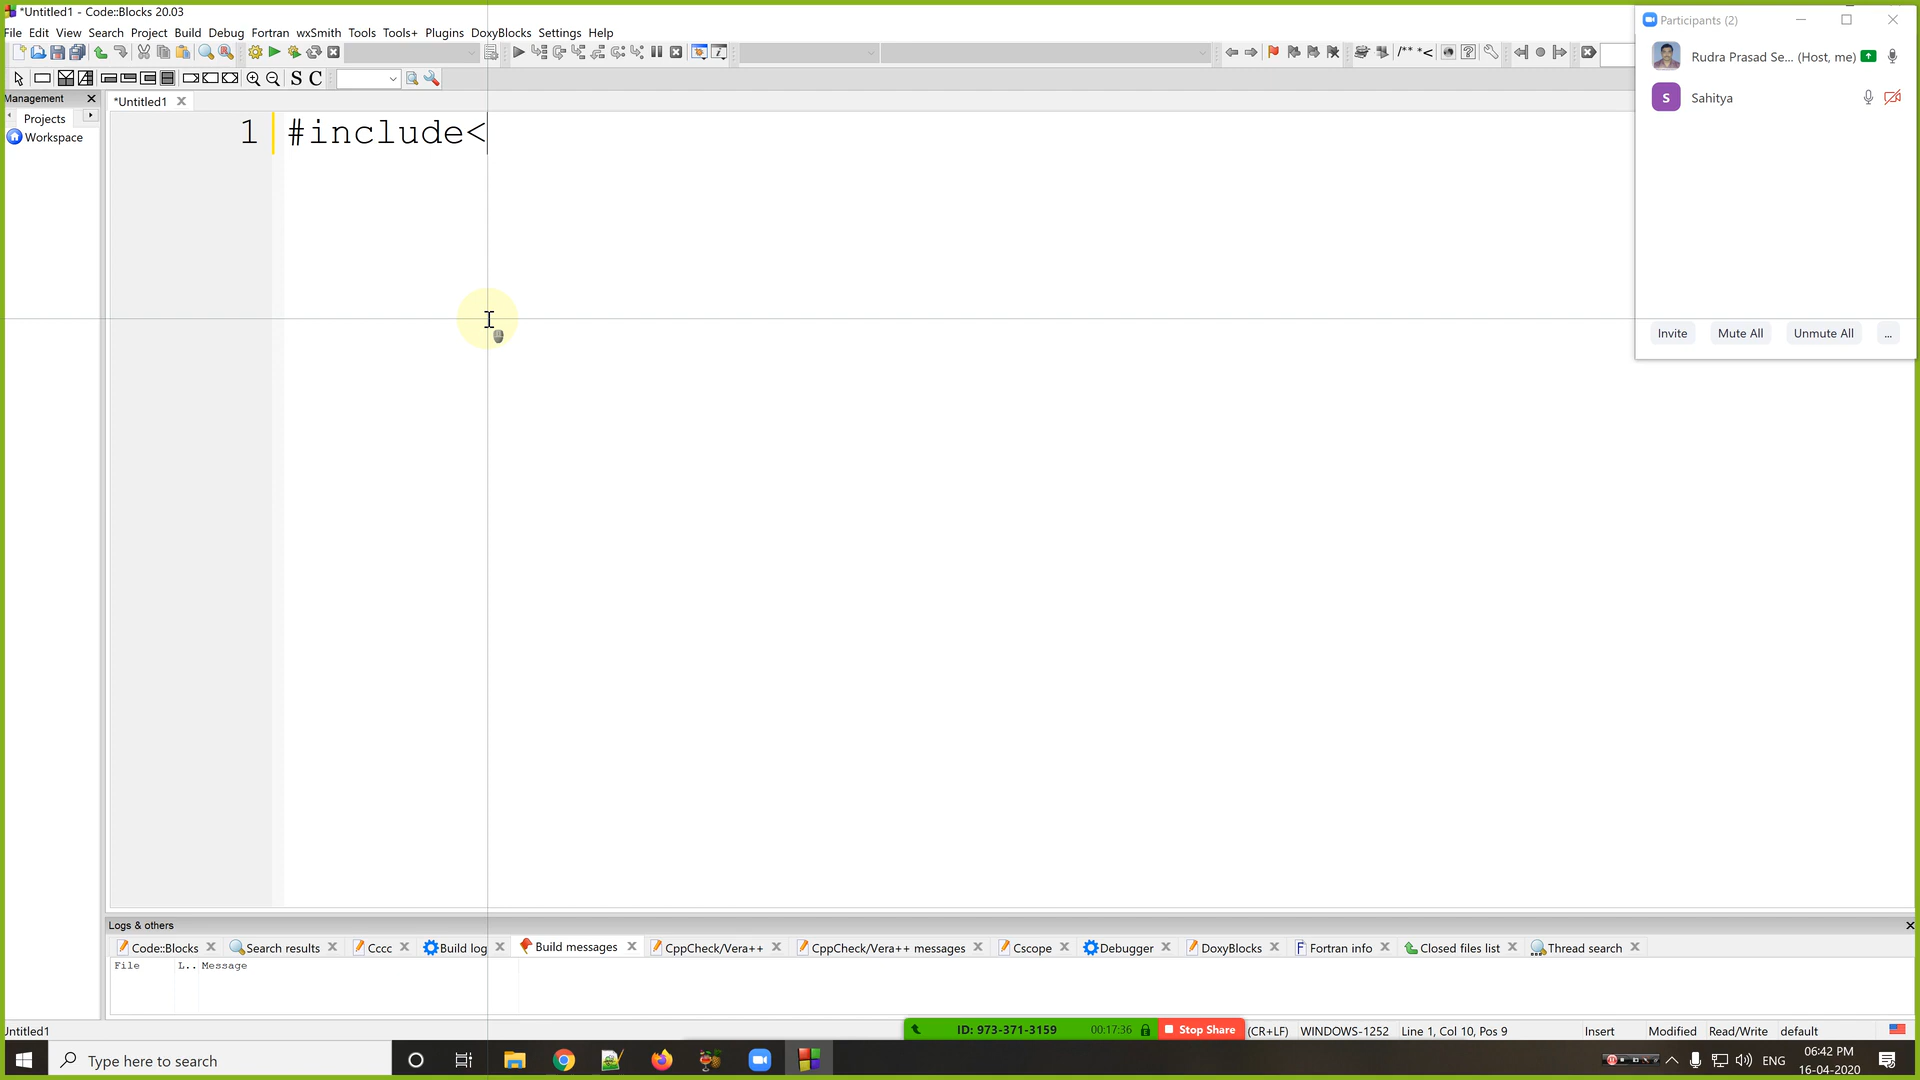 *Untitled1 - Code::Blocks 20.03
File Edit View Search Project Build Debug Fortran wxSmith Tools Tools+ Plugins DoxyBlocks Settings Help
/** *<
S C
Management
Projects
Workspace
*Untitled1
1 #include<
Participants (2)
Rudra Prasad Se... (Host, me)
S Sahitya
Invite Mute All Unmute All ...
Logs & others
Code::Blocks Search results Cccc Build log Build messages CppCheck/Vera++ CppCheck/Vera++ messages Cscope Debugger DoxyBlocks Fortran info Closed files list Thread search
File L.. Message
Untitled1 ID: 973-371-3159 00:17:36 Stop Share (CR+LF) WINDOWS-1252 Line 1, Col 10, Pos 9 Insert Modified Read/Write default
Type here to search
ENG
06:42 PM
16-04-2020